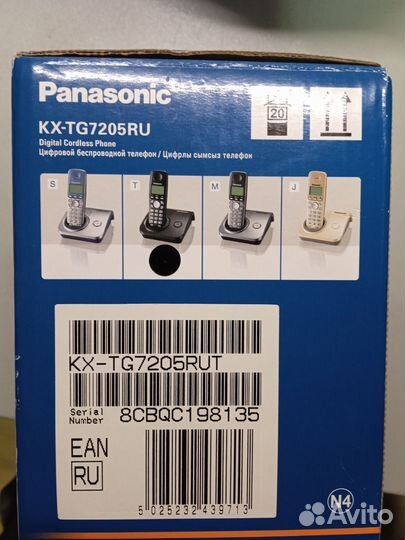 Panasonic
20
KX-TG7205RU
Digital Cordless Phone
Цифровой беспроводной телефон / Цифрлы сымсыз телефон
S T M J
KX-TG7205RUT
Serial Number 8CBQC198135
EAN
RU
5 025232 439713
N4
Avito